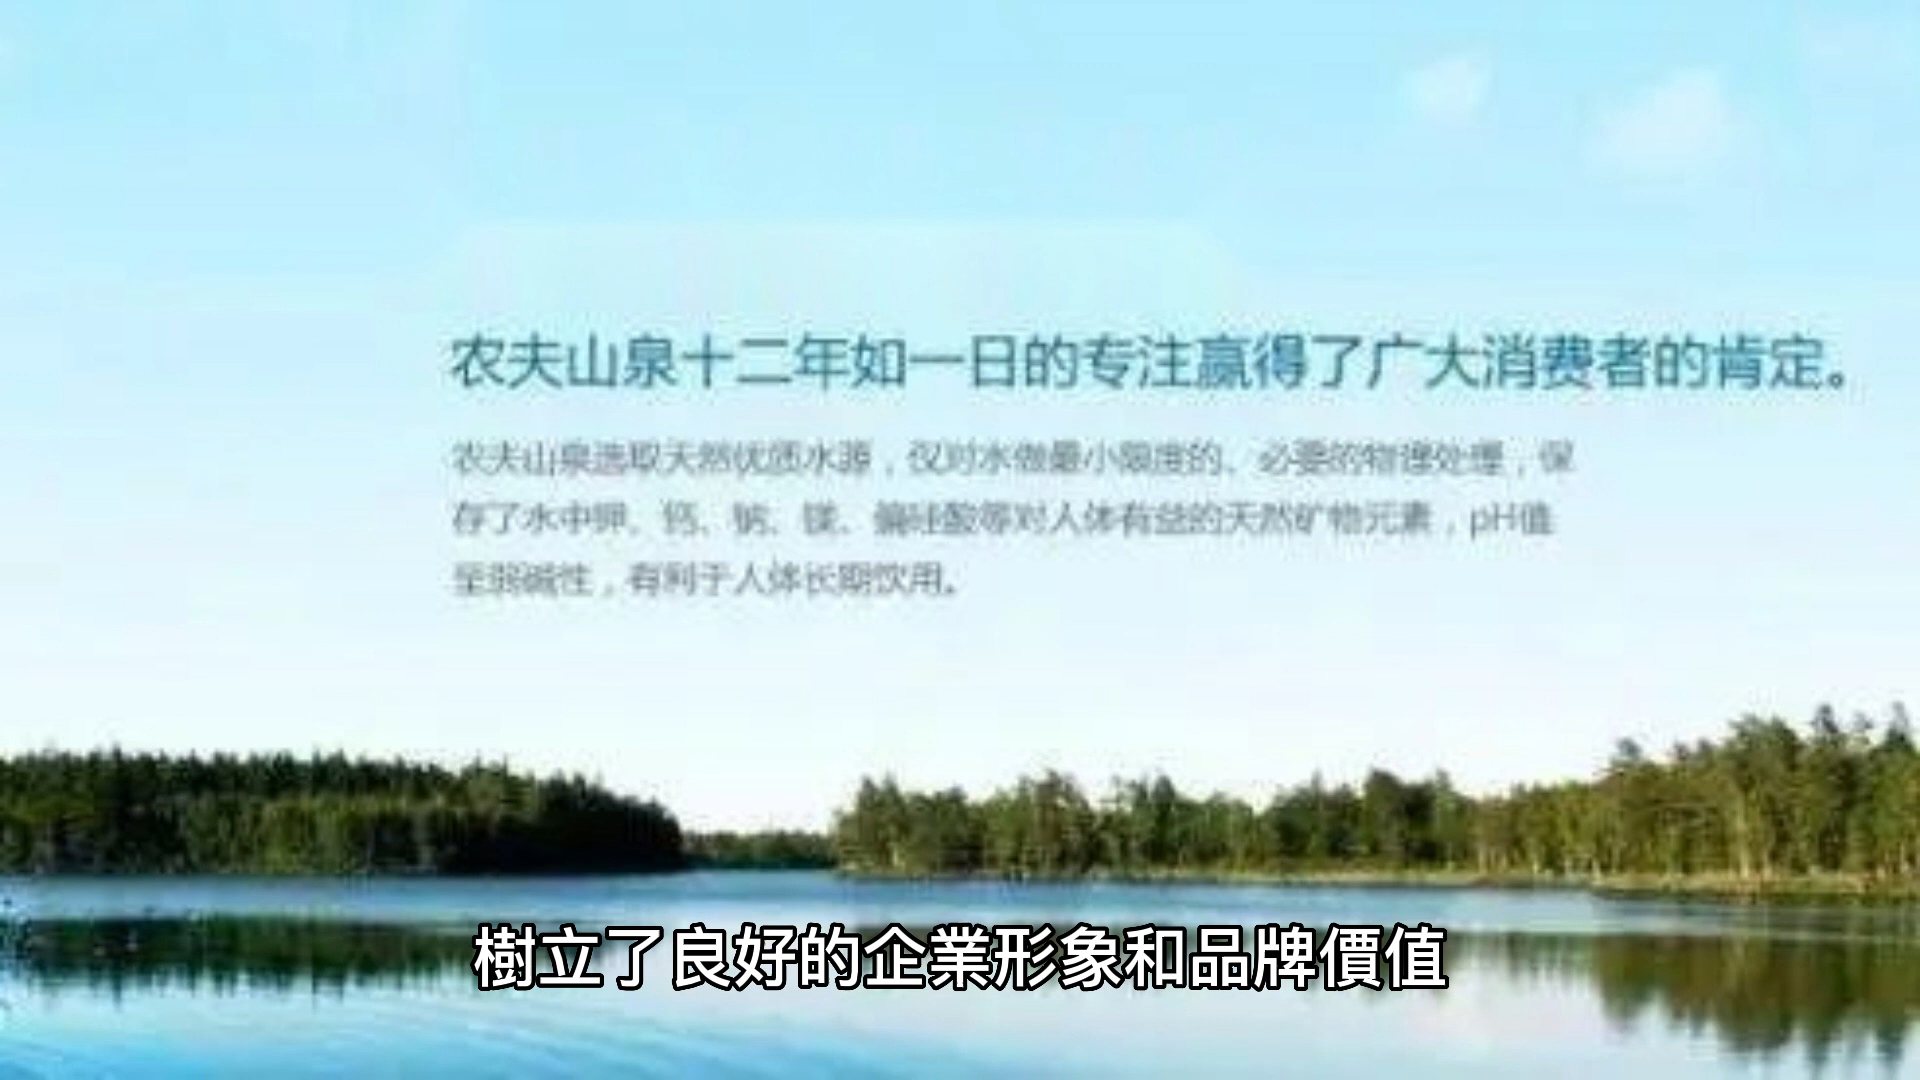 农夫山泉十二年如一日的专注赢得了广大消费者的肯定。
农夫山泉选取天然优质水源，仅对水做最小限度的、必要的物理处理，保
存了水中钾、钙、钠、镁、偏硅酸等对人体有益的天然矿物元素，pH值
呈弱碱性，有利于人体长期饮用。
樹立了良好的企業形象和品牌價值